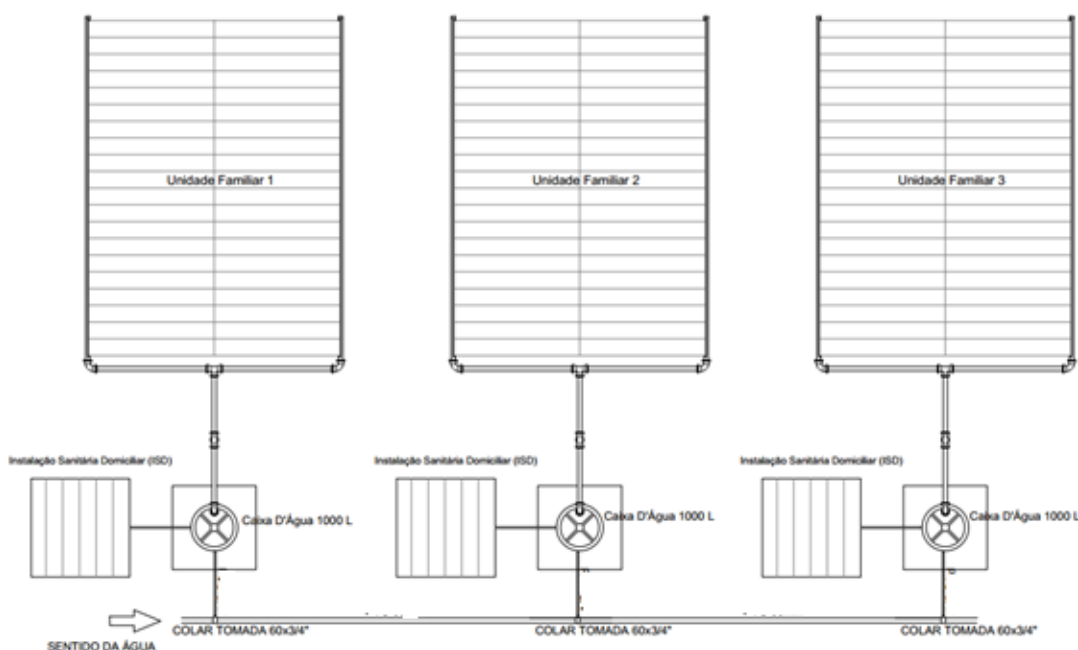 Unidade Familiar 1
Unidade Familiar 2
Unidade Familiar 3
Instalação Sanitária Domiciliar (ISD)
Instalação Sanitária Domiciliar (ISD)
Instalação Sanitária Domiciliar (ISD)
Caixa D'Água 1000 L
Caixa D'Água 1000 L
Caixa D'Água 1000 L
COLAR TOMADA 60x3/4"
COLAR TOMADA 60x3/4"
COLAR TOMADA 60x3/4"
SENTIDO DA ÁGUA